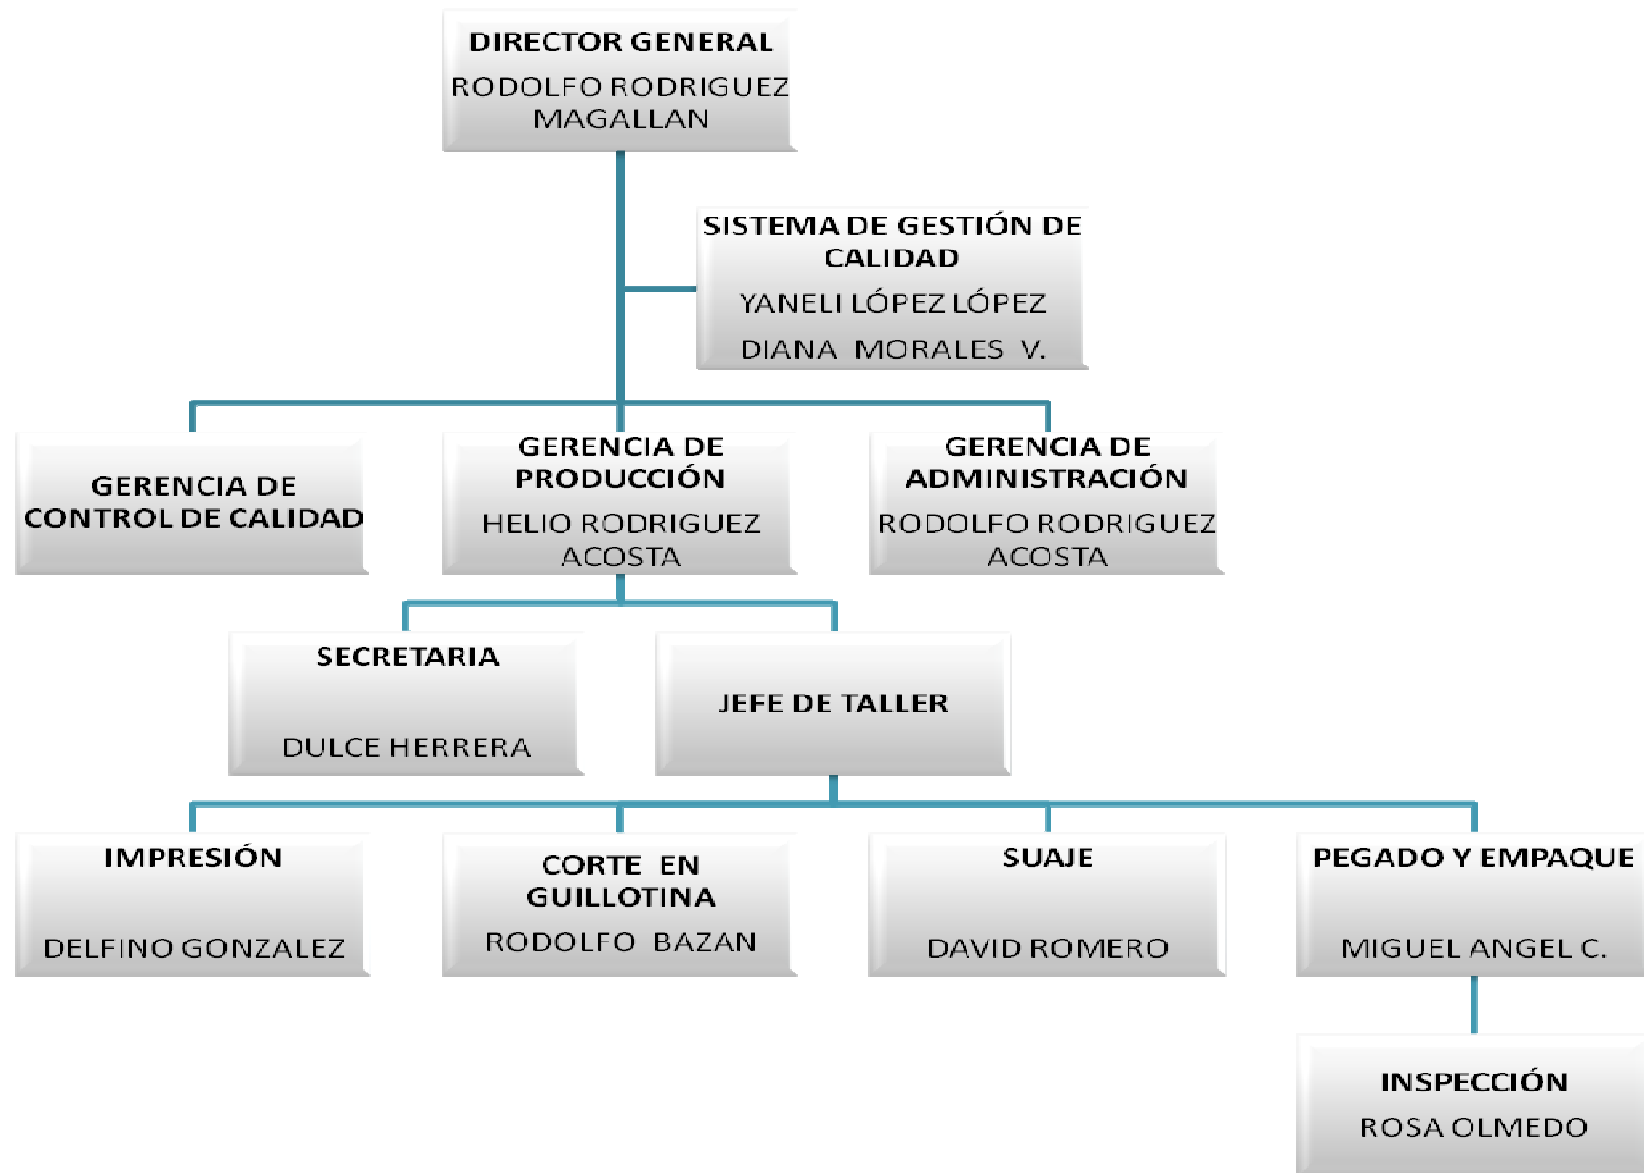 DIRECTOR GENERAL
RODOLFO RODRIGUEZ
MAGALLAN
SISTEMA DE GESTIÓN DE
CALIDAD
YANELI LÓPEZ LÓPEZ
DIANA MORALES V.
GERENCIA DE
CONTROL DE CALIDAD
GERENCIA DE
PRODUCCIÓN
HELIO RODRIGUEZ
ACOSTA
GERENCIA DE
ADMINISTRACIÓN
RODOLFO RODRIGUEZ
ACOSTA
SECRETARIA
DULCE HERRERA
JEFE DE TALLER
IMPRESIÓN
DELFINO GONZALEZ
CORTE EN
GUILLOTINA
RODOLFO BAZAN
SUAJE
DAVID ROMERO
PEGADO Y EMPAQUE
MIGUEL ANGEL C.
INSPECCIÓN
ROSA OLMEDO